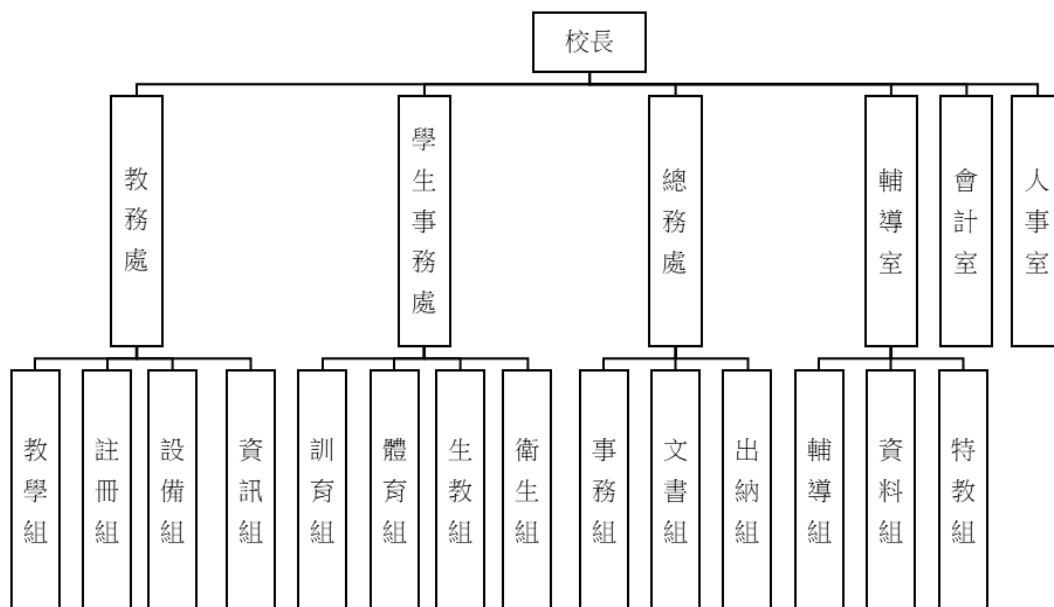 校長
教務處
學生事務處
總務處
輔導室
會計室
人事室
教學組
註冊組
設備組
資訊組
訓育組
體育組
生教組
衛生組
事務組
文書組
出納組
輔導組
資料組
特教組